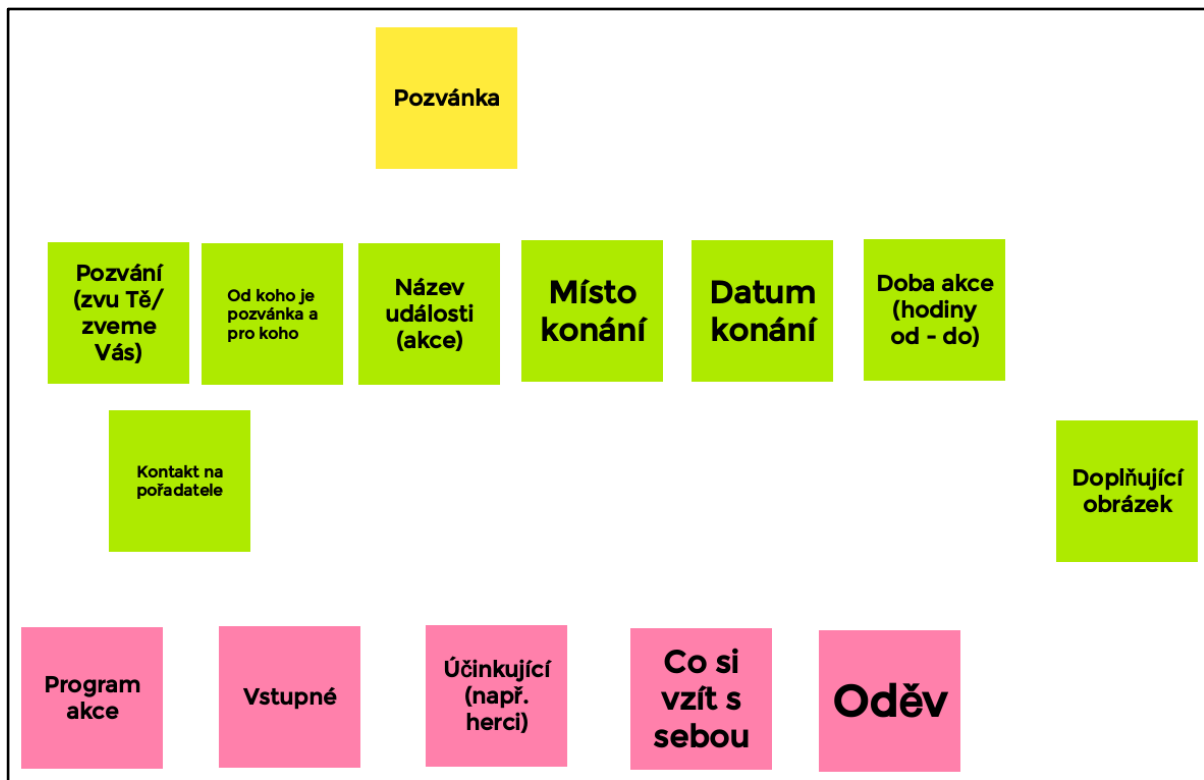 Pozvánka
Pozvání
(zvu Tě/
zveme
Vás)
Od koho je
pozvánka a
pro koho
Název
události
(akce)
Místo
konání
Datum
konání
Doba akce
(hodiny
od - do)
Kontakt na
pořadatele
Doplňující
obrázek
Program
akce
Vstupné
Účinkující
(např.
herci)
Co si
vzít s
sebou
Oděv